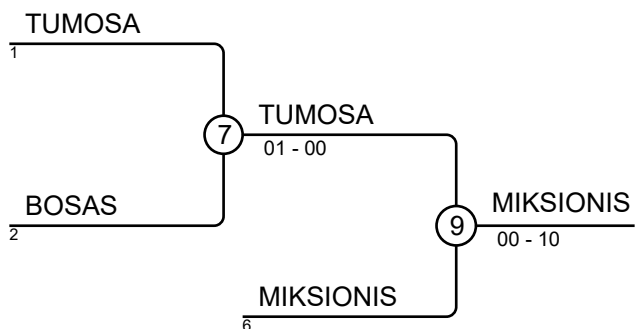 TUMOSA
1
7
TUMOSA
01 - 00
BOSAS
2
9
MIKSIONIS
00 - 10
MIKSIONIS
6